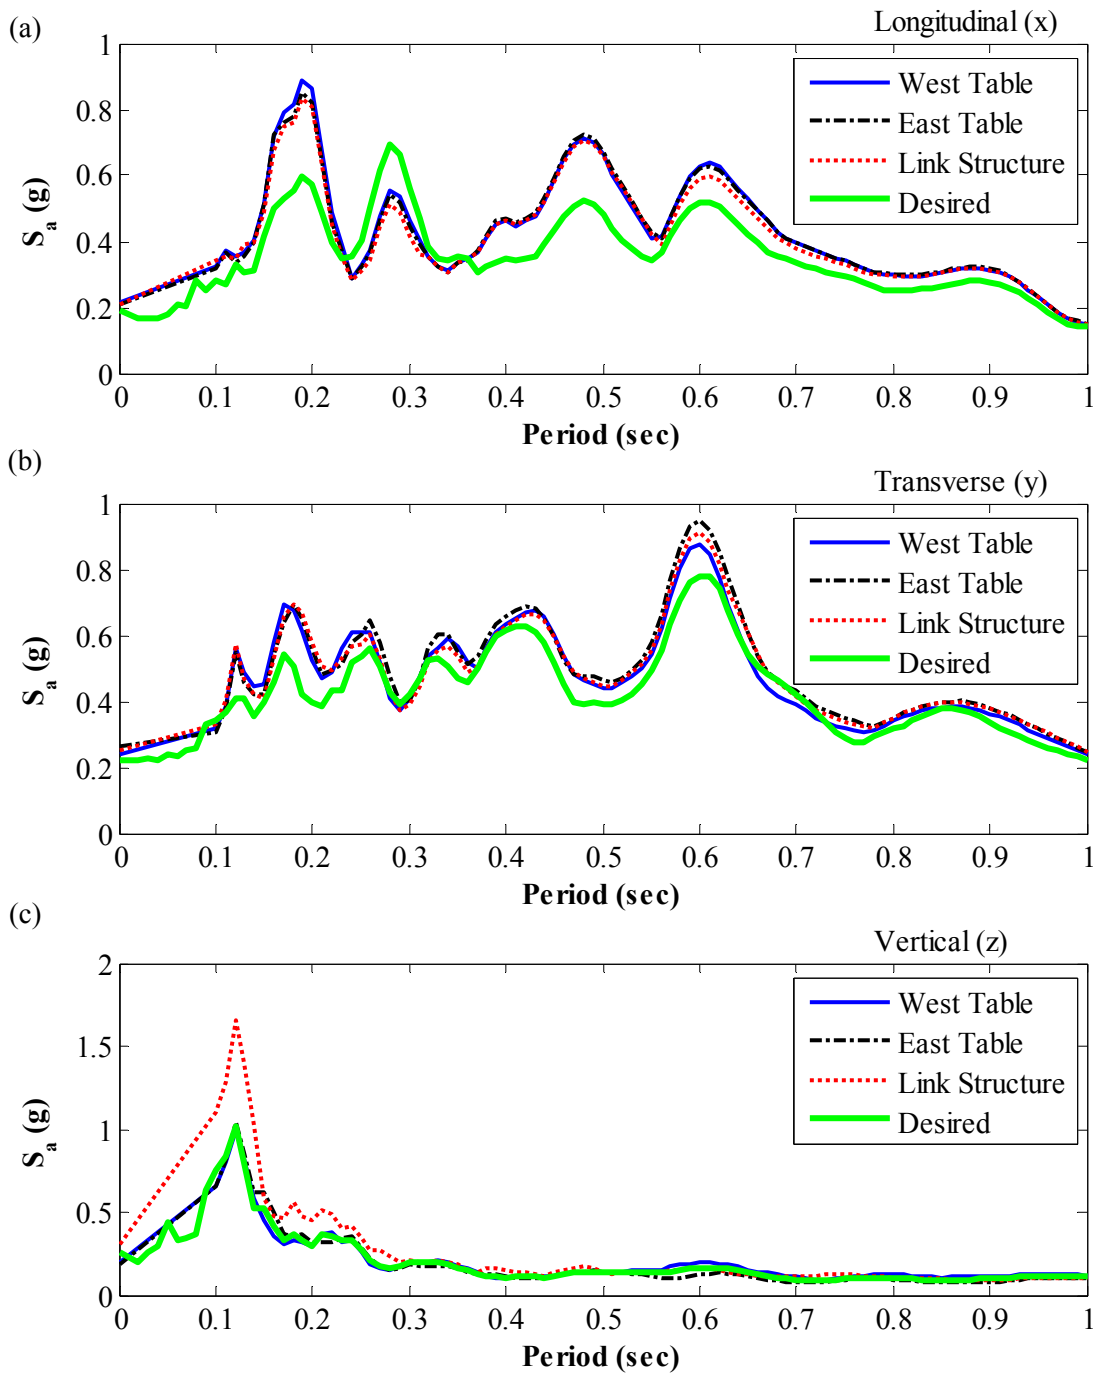 (a)
Longitudinal (x)
1
0.8
0.6
0.4
0.2
0
S_a (g)
West Table
East Table
Link Structure
Desired
0 0.1 0.2 0.3 0.4 0.5 0.6 0.7 0.8 0.9 1
Period (sec)
(b)
Transverse (y)
1
0.8
0.6
0.4
0.2
0
S_a (g)
West Table
East Table
Link Structure
Desired
0 0.1 0.2 0.3 0.4 0.5 0.6 0.7 0.8 0.9 1
Period (sec)
(c)
Vertical (z)
2
1.5
1
0.5
0
S_a (g)
West Table
East Table
Link Structure
Desired
0 0.1 0.2 0.3 0.4 0.5 0.6 0.7 0.8 0.9 1
Period (sec)